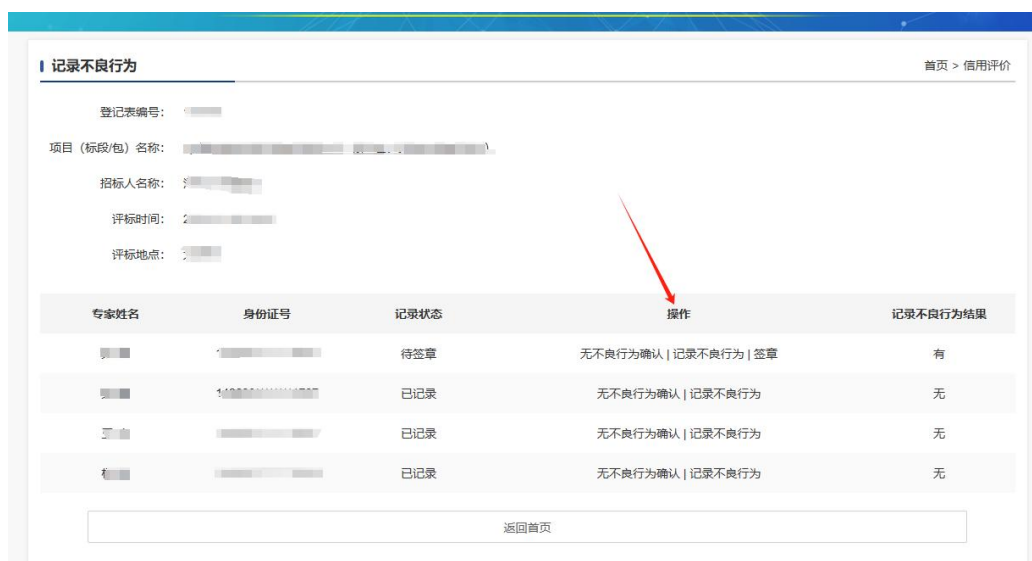 记录不良行为
首页 > 信用评价
登记表编号：
项目（标段/包）名称：
招标人名称：
评标时间：
评标地点：
专家姓名 身份证号 记录状态 操作 记录不良行为结果
待签章 无不良行为确认 | 记录不良行为 | 签章 有
已记录 无不良行为确认 | 记录不良行为 无
已记录 无不良行为确认 | 记录不良行为 无
已记录 无不良行为确认 | 记录不良行为 无
返回首页